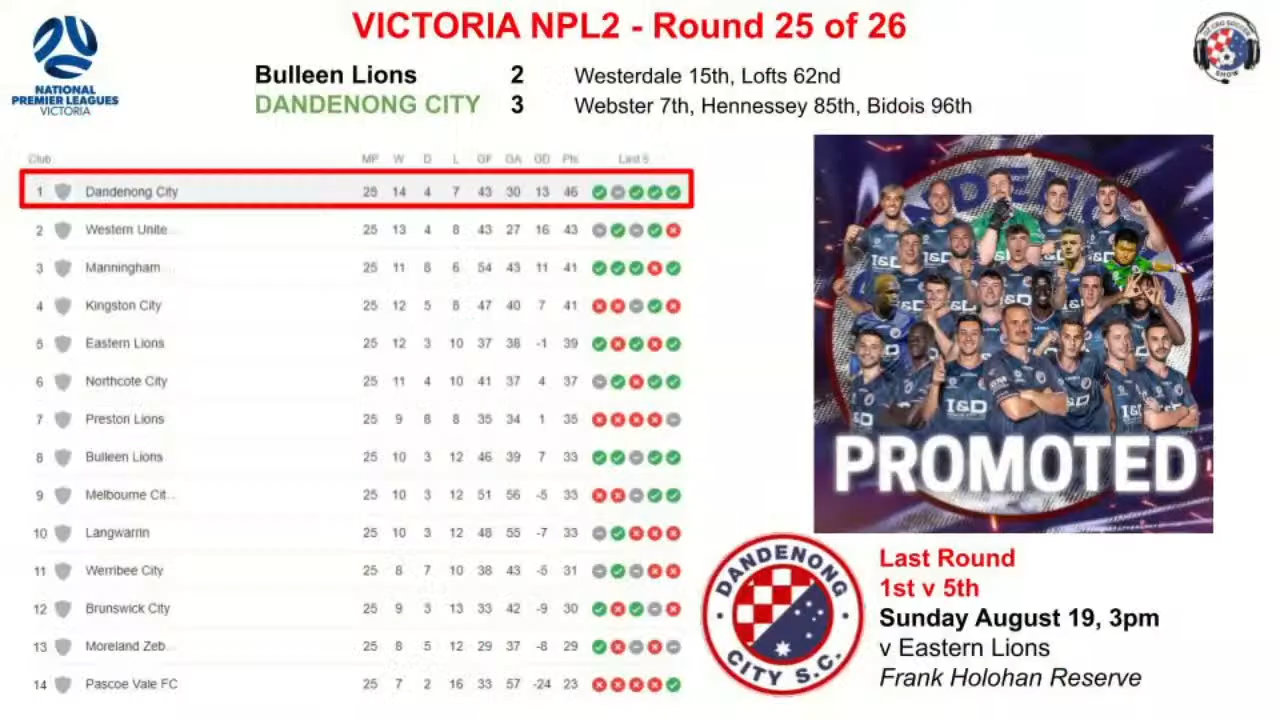 VICTORIA NPL2 - Round 25 of 26
NATIONAL
PREMIER LEAGUES
VICTORIA
OZ CRO SOCCER
SHOW
Bulleen Lions 2 Westerdale 15th, Lofts 62nd
DANDENONG CITY 3 Webster 7th, Hennessey 85th, Bidois 96th
Club MP W D L GF GA GD Pts Last 5
1 Dandenong City 25 14 4 7 43 30 13 46
2 Western Unite... 25 13 4 8 43 27 16 43
3 Manningham ... 25 11 8 6 54 43 11 41
4 Kingston City 25 12 5 8 47 40 7 41
5 Eastern Lions 25 12 3 10 37 38 -1 39
6 Northcote City 25 11 4 10 41 37 4 37
7 Preston Lions 25 9 8 8 35 34 1 35
8 Bulleen Lions 25 10 3 12 46 39 7 33
9 Melbourne Cit... 25 10 3 12 51 56 -5 33
10 Langwarrin 25 10 3 12 48 55 -7 33
11 Werribee City 25 8 7 10 38 43 -5 31
12 Brunswick City 25 9 3 13 33 42 -9 30
13 Moreland Zeb... 25 8 5 12 29 37 -8 29
14 Pascoe Vale FC 25 7 2 16 33 57 -24 23
I&D
PROMOTED
DANDENONG
CITY S.C.
Last Round
1st v 5th
Sunday August 19, 3pm
v Eastern Lions
Frank Holohan Reserve